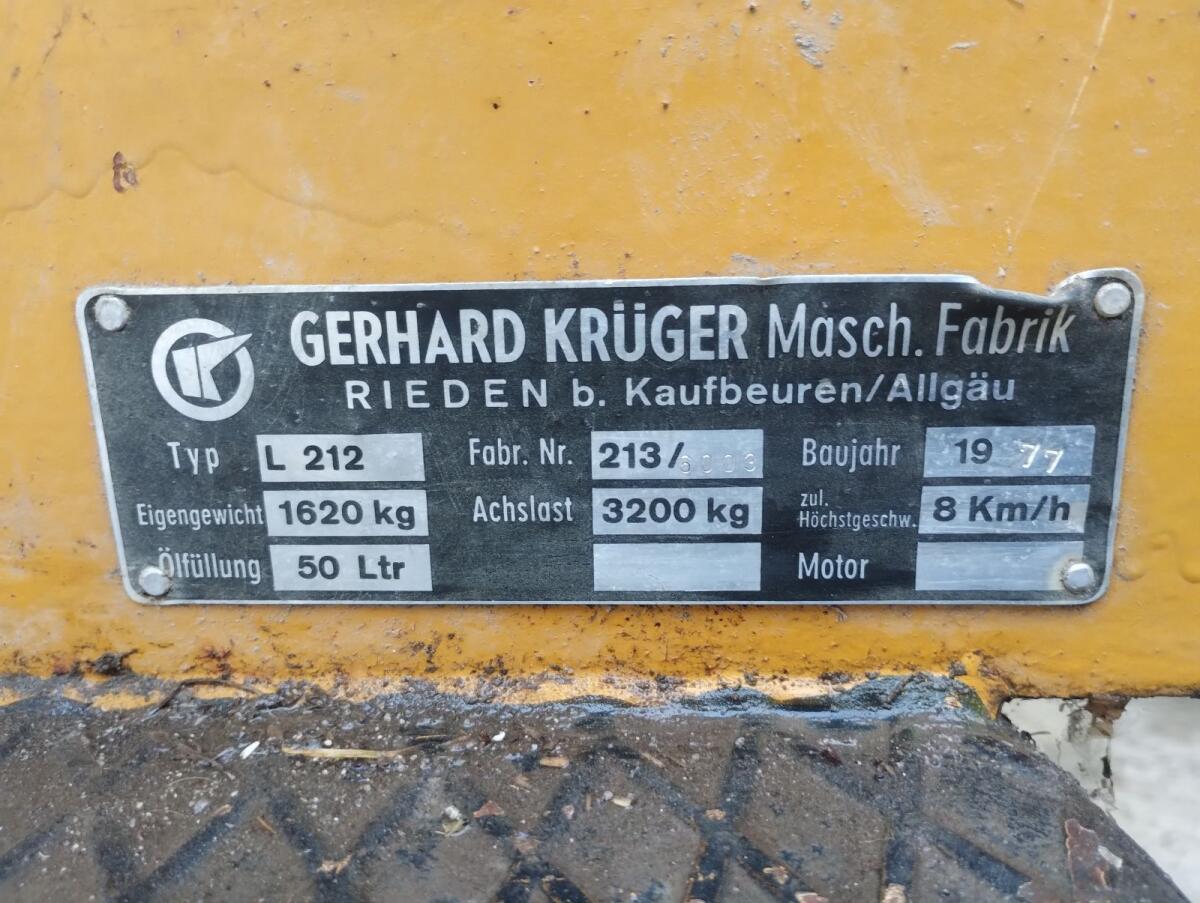 GERHARD KRÜGER Masch. Fabrik
RIEDEN b. Kaufbeuren/Allgäu
Typ L 212 Fabr. Nr. 213/6003 Baujahr 19 77
Eigengewicht 1620 kg Achslast 3200 kg zul. Höchstgeschw. 8 Km/h
Ölfüllung 50 Ltr Motor